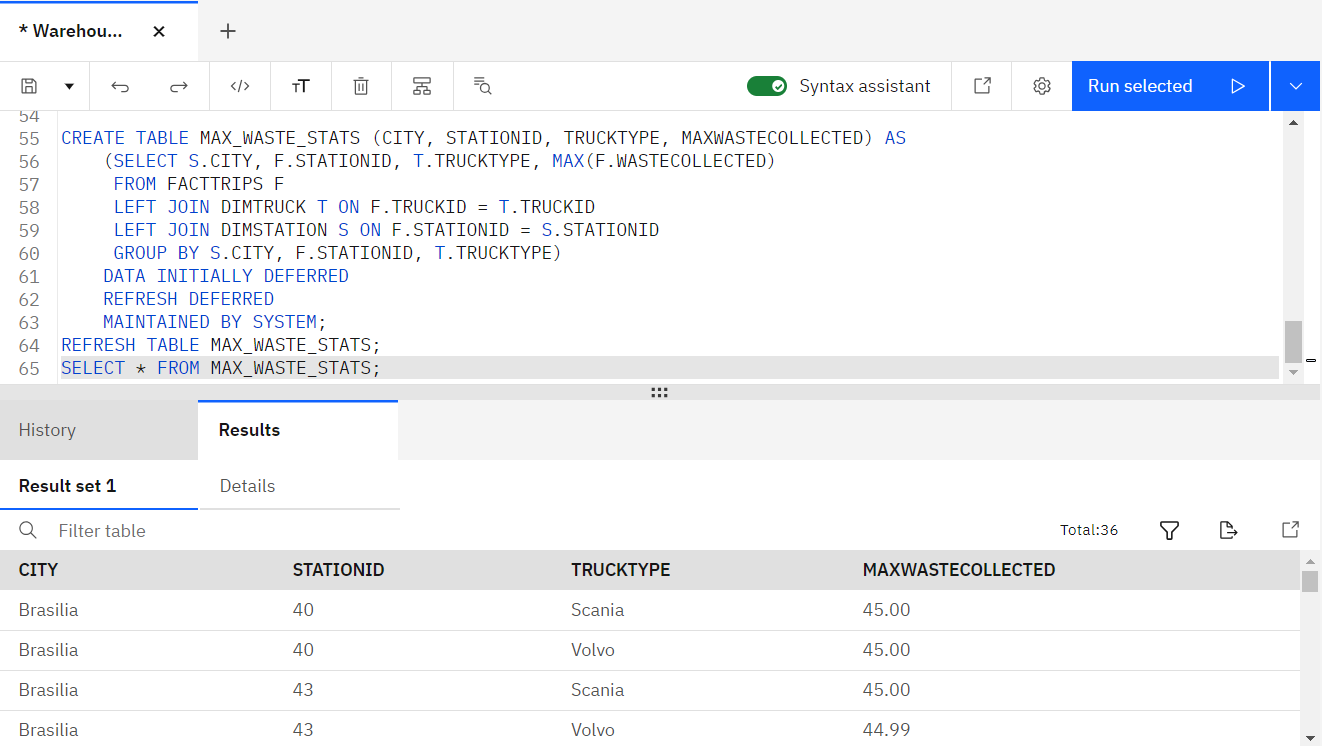 * Warehou...
Syntax assistant
Run selected
54
55 CREATE TABLE MAX_WASTE_STATS (CITY, STATIONID, TRUCKTYPE, MAXWASTECOLLECTED) AS
56 (SELECT S.CITY, F.STATIONID, T.TRUCKTYPE, MAX(F.WASTECOLLECTED)
57 FROM FACTTRIPS F
58 LEFT JOIN DIMTRUCK T ON F.TRUCKID = T.TRUCKID
59 LEFT JOIN DIMSTATION S ON F.STATIONID = S.STATIONID
60 GROUP BY S.CITY, F.STATIONID, T.TRUCKTYPE)
61 DATA INITIALLY DEFERRED
62 REFRESH DEFERRED
63 MAINTAINED BY SYSTEM;
64 REFRESH TABLE MAX_WASTE_STATS;
65 SELECT * FROM MAX_WASTE_STATS;
History Results
Result set 1 Details
Filter table Total:36
CITY STATIONID TRUCKTYPE MAXWASTECOLLECTED
Brasilia 40 Scania 45.00
Brasilia 40 Volvo 45.00
Brasilia 43 Scania 45.00
Brasilia 43 Volvo 44.99